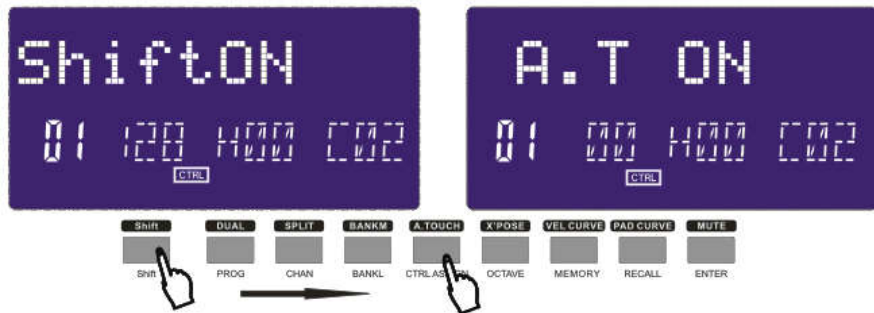 ShiftON
A.T ON
01 128 H00 C02
CTRL
01 00 H00 C02
CTRL
Shift DUAL SPLIT BANKM A.TOUCH X'POSE VEL CURVE PAD CURVE MUTE
Shift PROG CHAN BANKL OCTAVE MEMORY RECALL ENTER